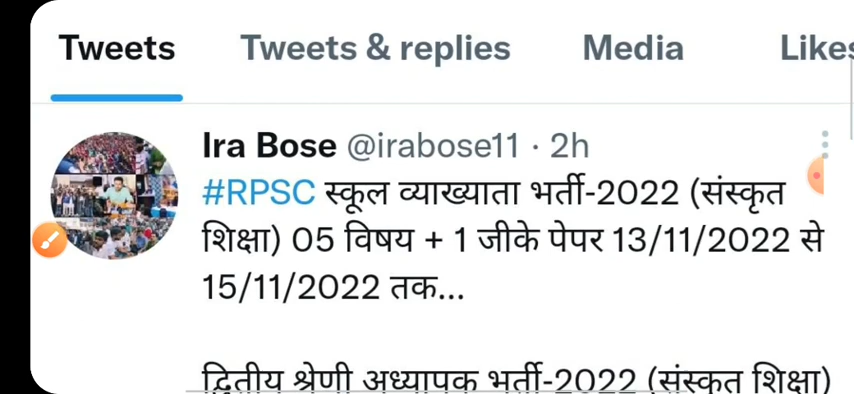 Tweets Tweets & replies Media Likes
Ira Bose @irabose11 · 2h
#RPSC स्कूल व्याख्याता भर्ती-2022 (संस्कृत
शिक्षा) 05 विषय + 1 जीके पेपर 13/11/2022 से
15/11/2022 तक...
द्वितीय श्रेणी अध्यापक भर्ती-2022 (संस्कृत शिक्षा)